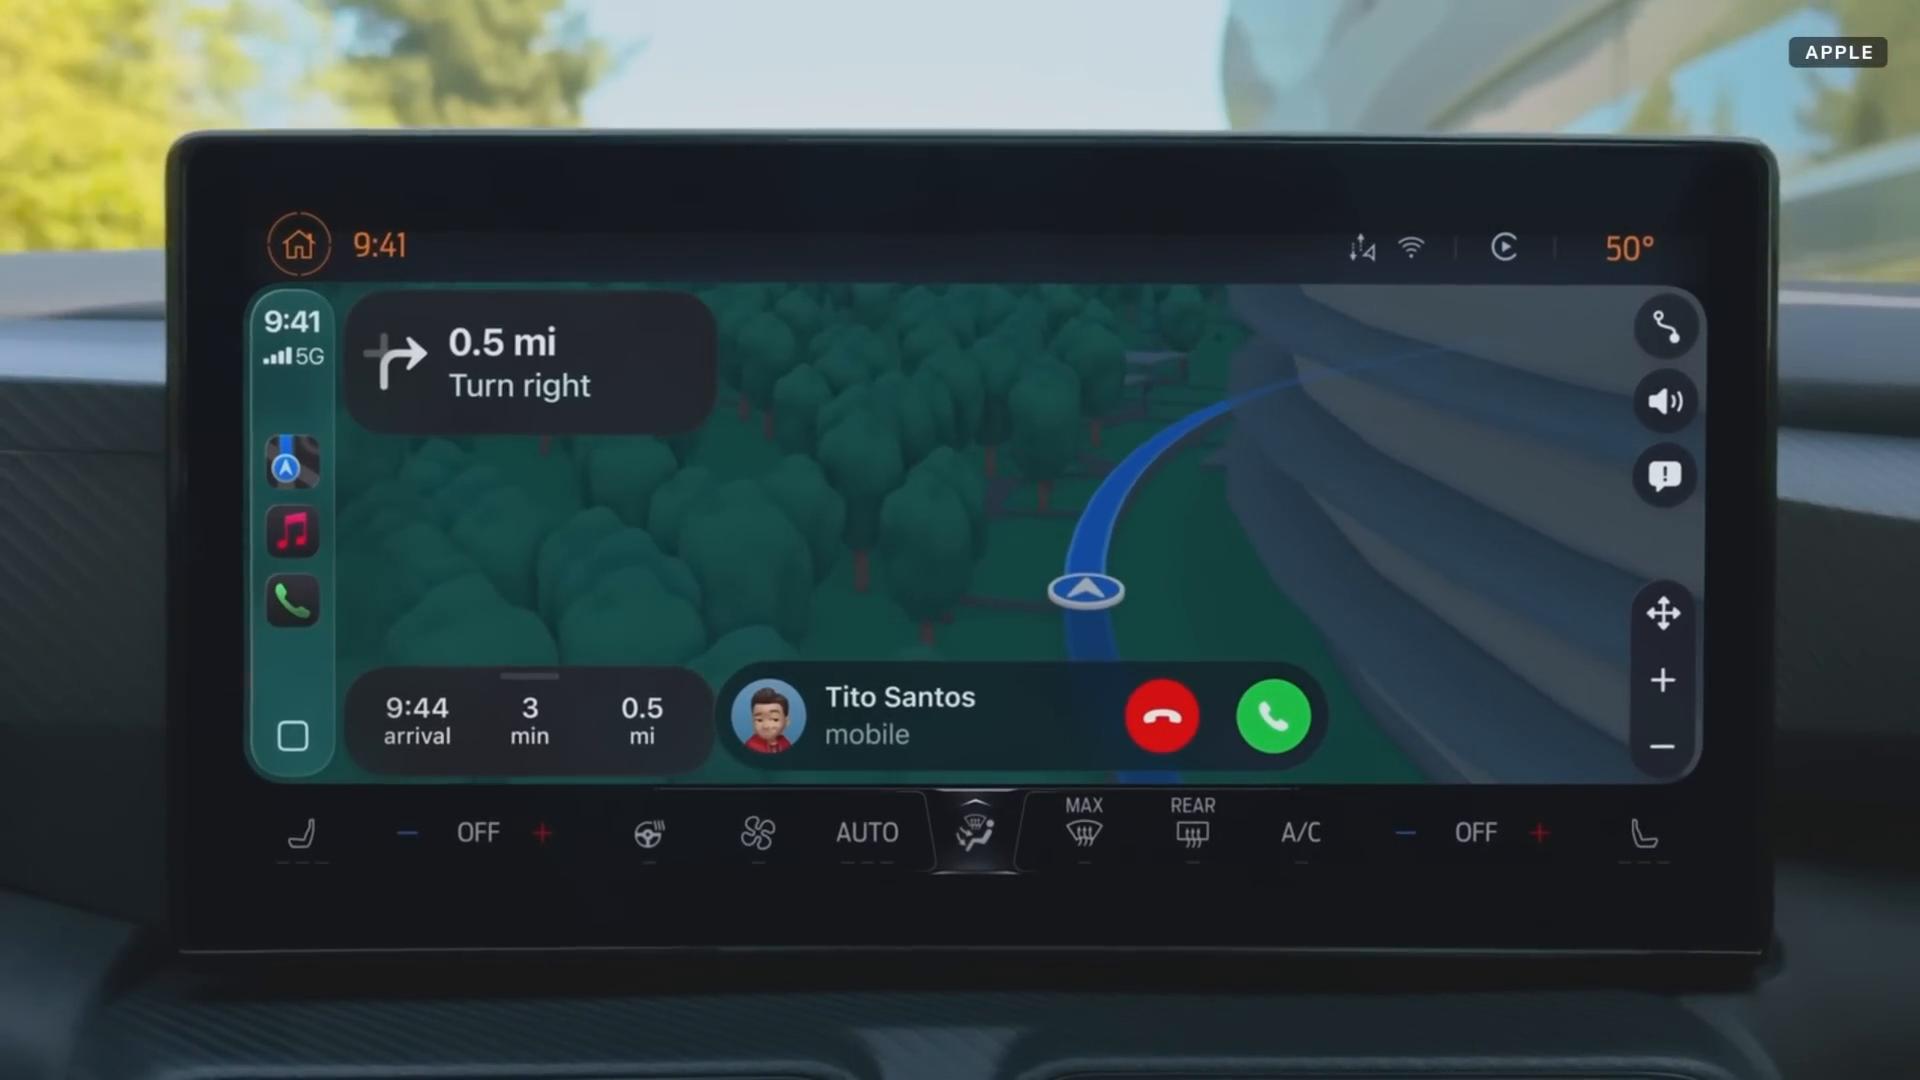 APPLE
9:41
50°
9:41
5G
0.5 mi
Turn right
9:44
arrival
3
min
0.5
mi
Tito Santos
mobile
OFF
AUTO
MAX
REAR
A/C
OFF